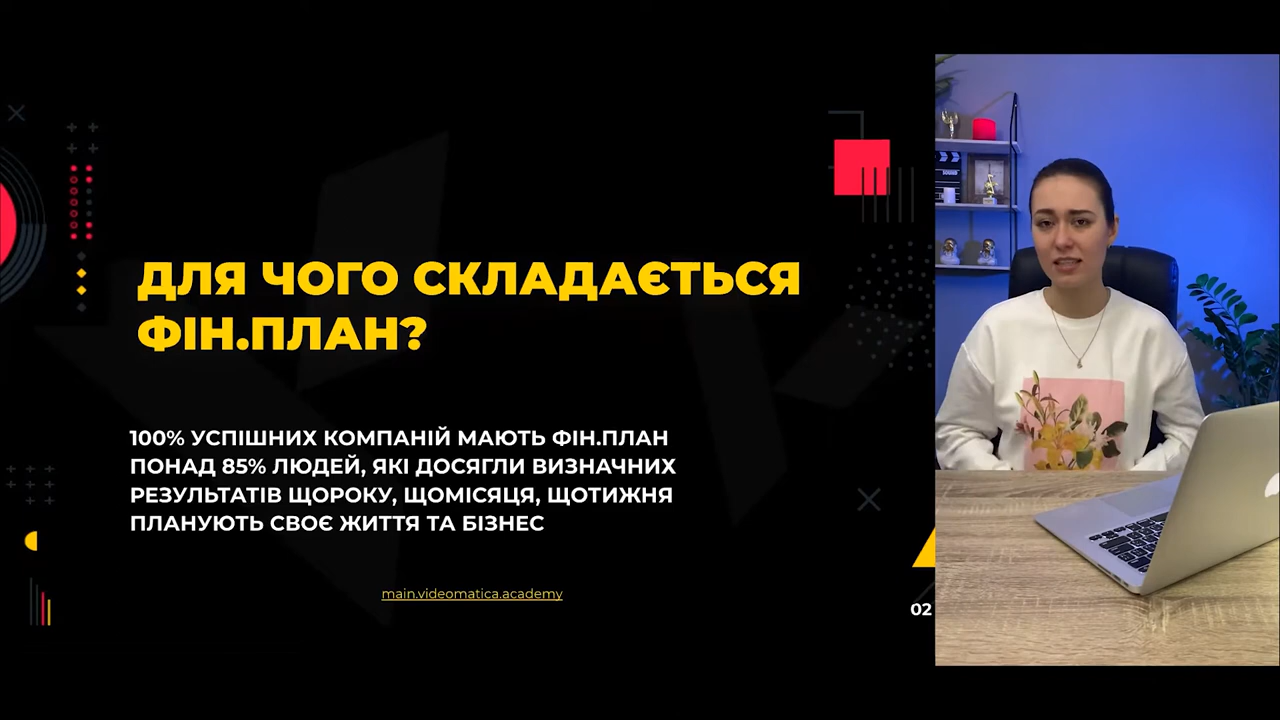 ДЛЯ ЧОГО СКЛАДАЄТЬСЯ
ФІН.ПЛАН?
100% УСПІШНИХ КОМПАНІЙ МАЮТЬ ФІН.ПЛАН
ПОНАД 85% ЛЮДЕЙ, ЯКІ ДОСЯГЛИ ВИЗНАЧНИХ
РЕЗУЛЬТАТІВ ЩОРОКУ, ЩОМІСЯЦЯ, ЩОТИЖНЯ
ПЛАНУЮТЬ СВОЄ ЖИТТЯ ТА БІЗНЕС
main.videomatica.academy
02